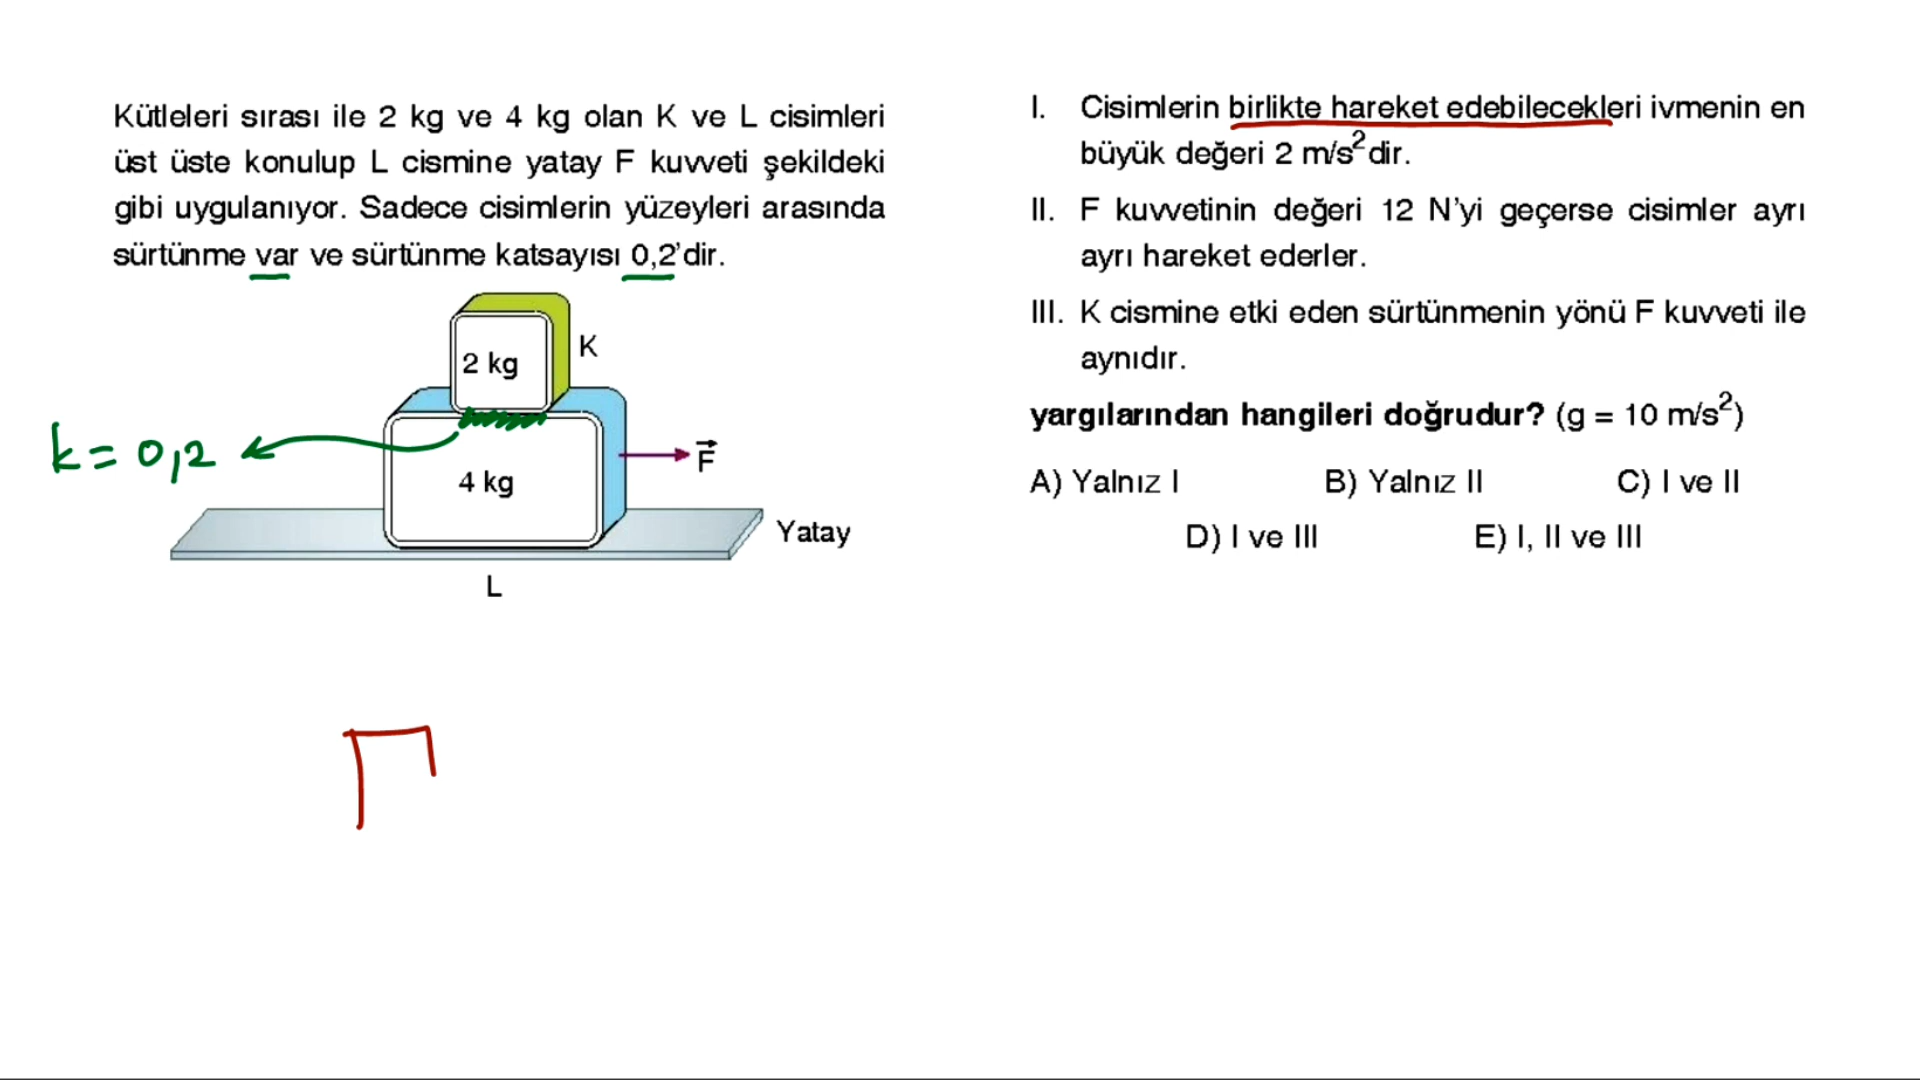 Kütleleri sırası ile 2 kg ve 4 kg olan K ve L cisimleri
üst üste konulup L cismine yatay F kuvveti şekildeki
gibi uygulanıyor. Sadece cisimlerin yüzeyleri arasında
sürtünme var ve sürtünme katsayısı 0,2'dir.
K
2 kg
k = 0,2
F
4 kg
Yatay
L
I. Cisimlerin birlikte hareket edebilecekleri ivmenin en
büyük değeri 2 m/s²dir.
II. F kuvvetinin değeri 12 N'yi geçerse cisimler ayrı
ayrı hareket ederler.
III. K cismine etki eden sürtünmenin yönü F kuvveti ile
aynıdır.
yargılarından hangileri doğrudur? (g = 10 m/s²)
A) Yalnız I B) Yalnız II C) I ve II
D) I ve III E) I, II ve III